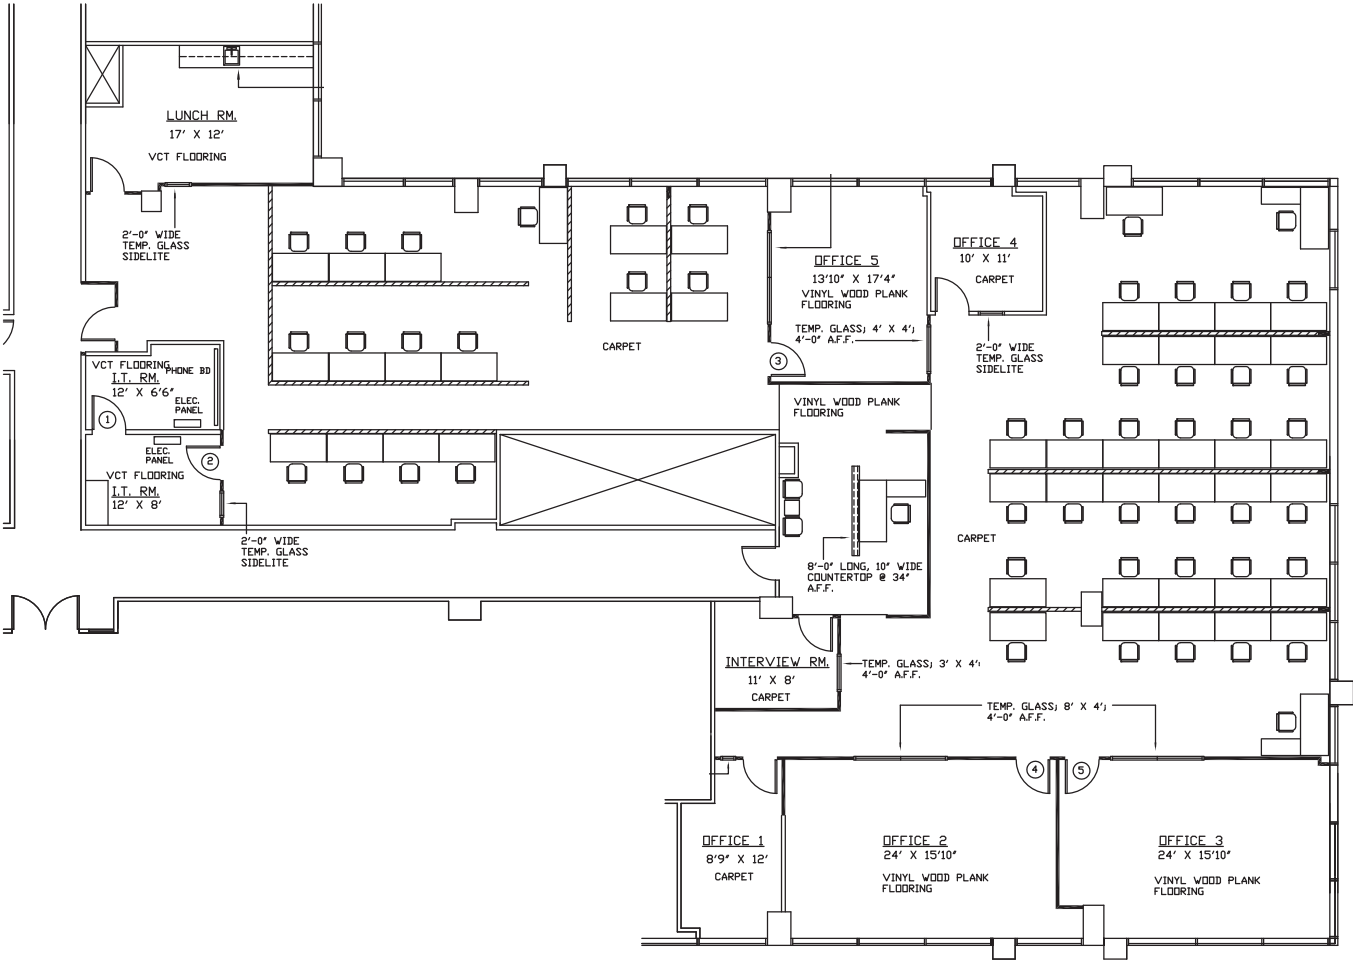 LUNCH RM.
17' X 12'
VCT FLOORING
2'-0" WIDE
TEMP. GLASS
SIDELITE
VCT FLOORING
PHONE BD
I.T. RM.
12' X 6'6"
ELEC.
PANEL
1
ELEC.
PANEL
2
VCT FLOORING
I.T. RM.
12' X 8'
2'-0" WIDE
TEMP. GLASS
SIDELITE
CARPET
OFFICE 5
13'10" X 17'4"
VINYL WOOD PLANK
FLOORING
TEMP. GLASS; 4' X 4';
4'-0" A.F.F.
3
OFFICE 4
10' X 11'
CARPET
2'-0" WIDE
TEMP. GLASS
SIDELITE
VINYL WOOD PLANK
FLOORING
8'-0" LONG, 10" WIDE
COUNTERTOP @ 34"
A.F.F.
CARPET
INTERVIEW RM.
11' X 8'
CARPET
TEMP. GLASS; 3' X 4';
4'-0" A.F.F.
TEMP. GLASS; 8' X 4';
4'-0" A.F.F.
4
5
OFFICE 1
8'9" X 12'
CARPET
OFFICE 2
24' X 15'10"
VINYL WOOD PLANK
FLOORING
OFFICE 3
24' X 15'10"
VINYL WOOD PLANK
FLOORING